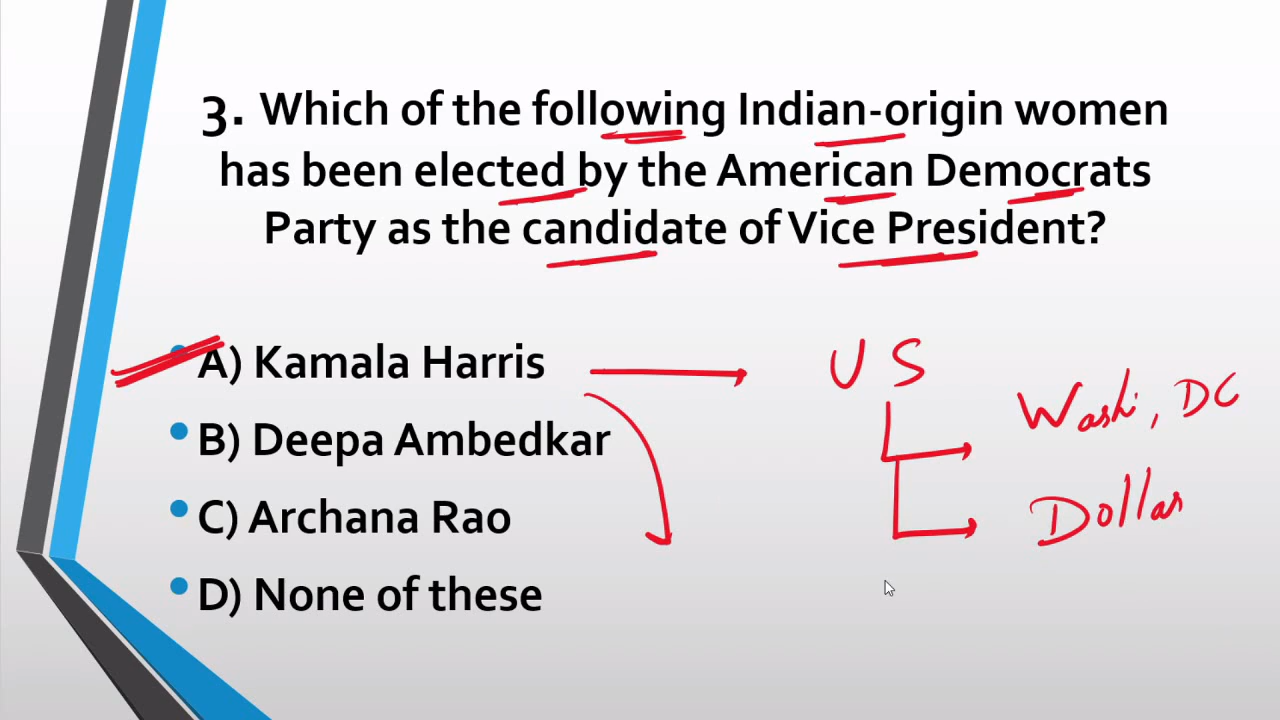 3. Which of the following Indian-origin women
has been elected by the American Democrats
Party as the candidate of Vice President?
A) Kamala Harris
B) Deepa Ambedkar
C) Archana Rao
D) None of these
US
Washi, DC
Dollar